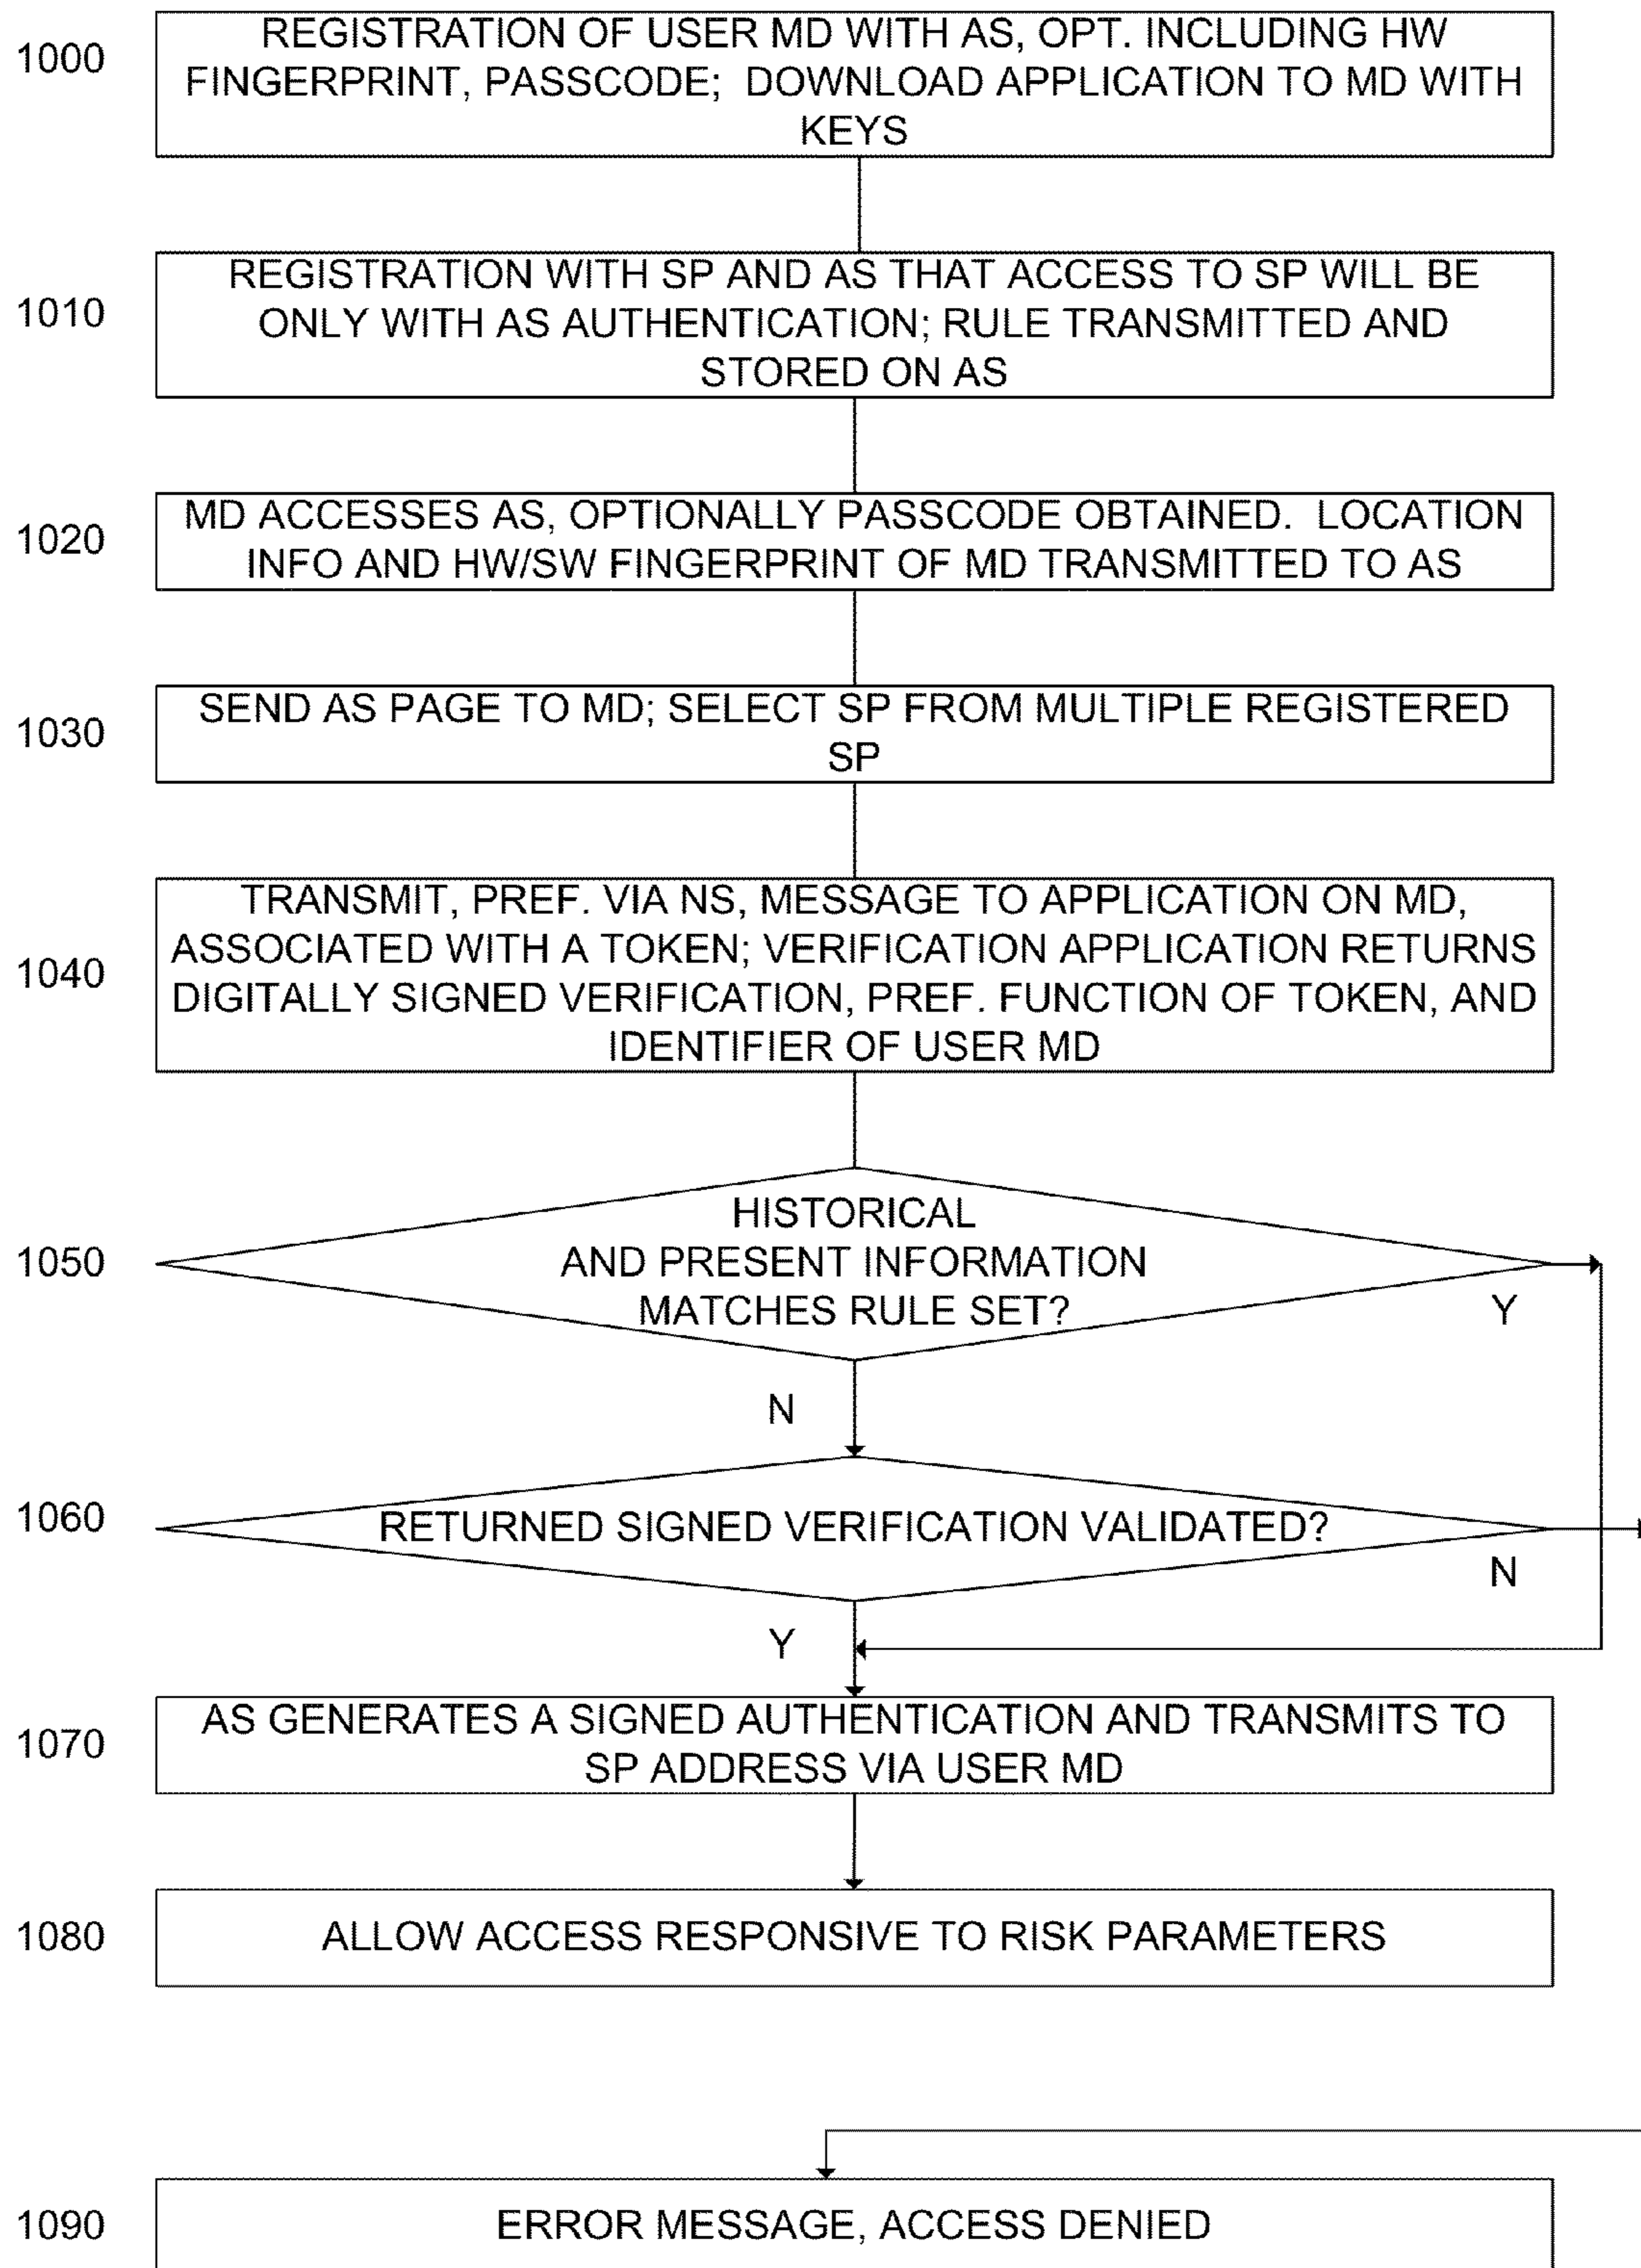 1000
REGISTRATION OF USER MD WITH AS, OPT. INCLUDING HW
FINGERPRINT, PASSCODE; DOWNLOAD APPLICATION TO MD WITH
KEYS
1010
REGISTRATION WITH SP AND AS THAT ACCESS TO SP WILL BE
ONLY WITH AS AUTHENTICATION; RULE TRANSMITTED AND
STORED ON AS
1020
MD ACCESSES AS, OPTIONALLY PASSCODE OBTAINED. LOCATION
INFO AND HW/SW FINGERPRINT OF MD TRANSMITTED TO AS
1030
SEND AS PAGE TO MD; SELECT SP FROM MULTIPLE REGISTERED
SP
1040
TRANSMIT, PREF. VIA NS, MESSAGE TO APPLICATION ON MD,
ASSOCIATED WITH A TOKEN; VERIFICATION APPLICATION RETURNS
DIGITALLY SIGNED VERIFICATION, PREF. FUNCTION OF TOKEN, AND
IDENTIFIER OF USER MD
1050
HISTORICAL
AND PRESENT INFORMATION
MATCHES RULE SET?
Y
N
1060
RETURNED SIGNED VERIFICATION VALIDATED?
N
Y
1070
AS GENERATES A SIGNED AUTHENTICATION AND TRANSMITS TO
SP ADDRESS VIA USER MD
1080
ALLOW ACCESS RESPONSIVE TO RISK PARAMETERS
1090
ERROR MESSAGE, ACCESS DENIED